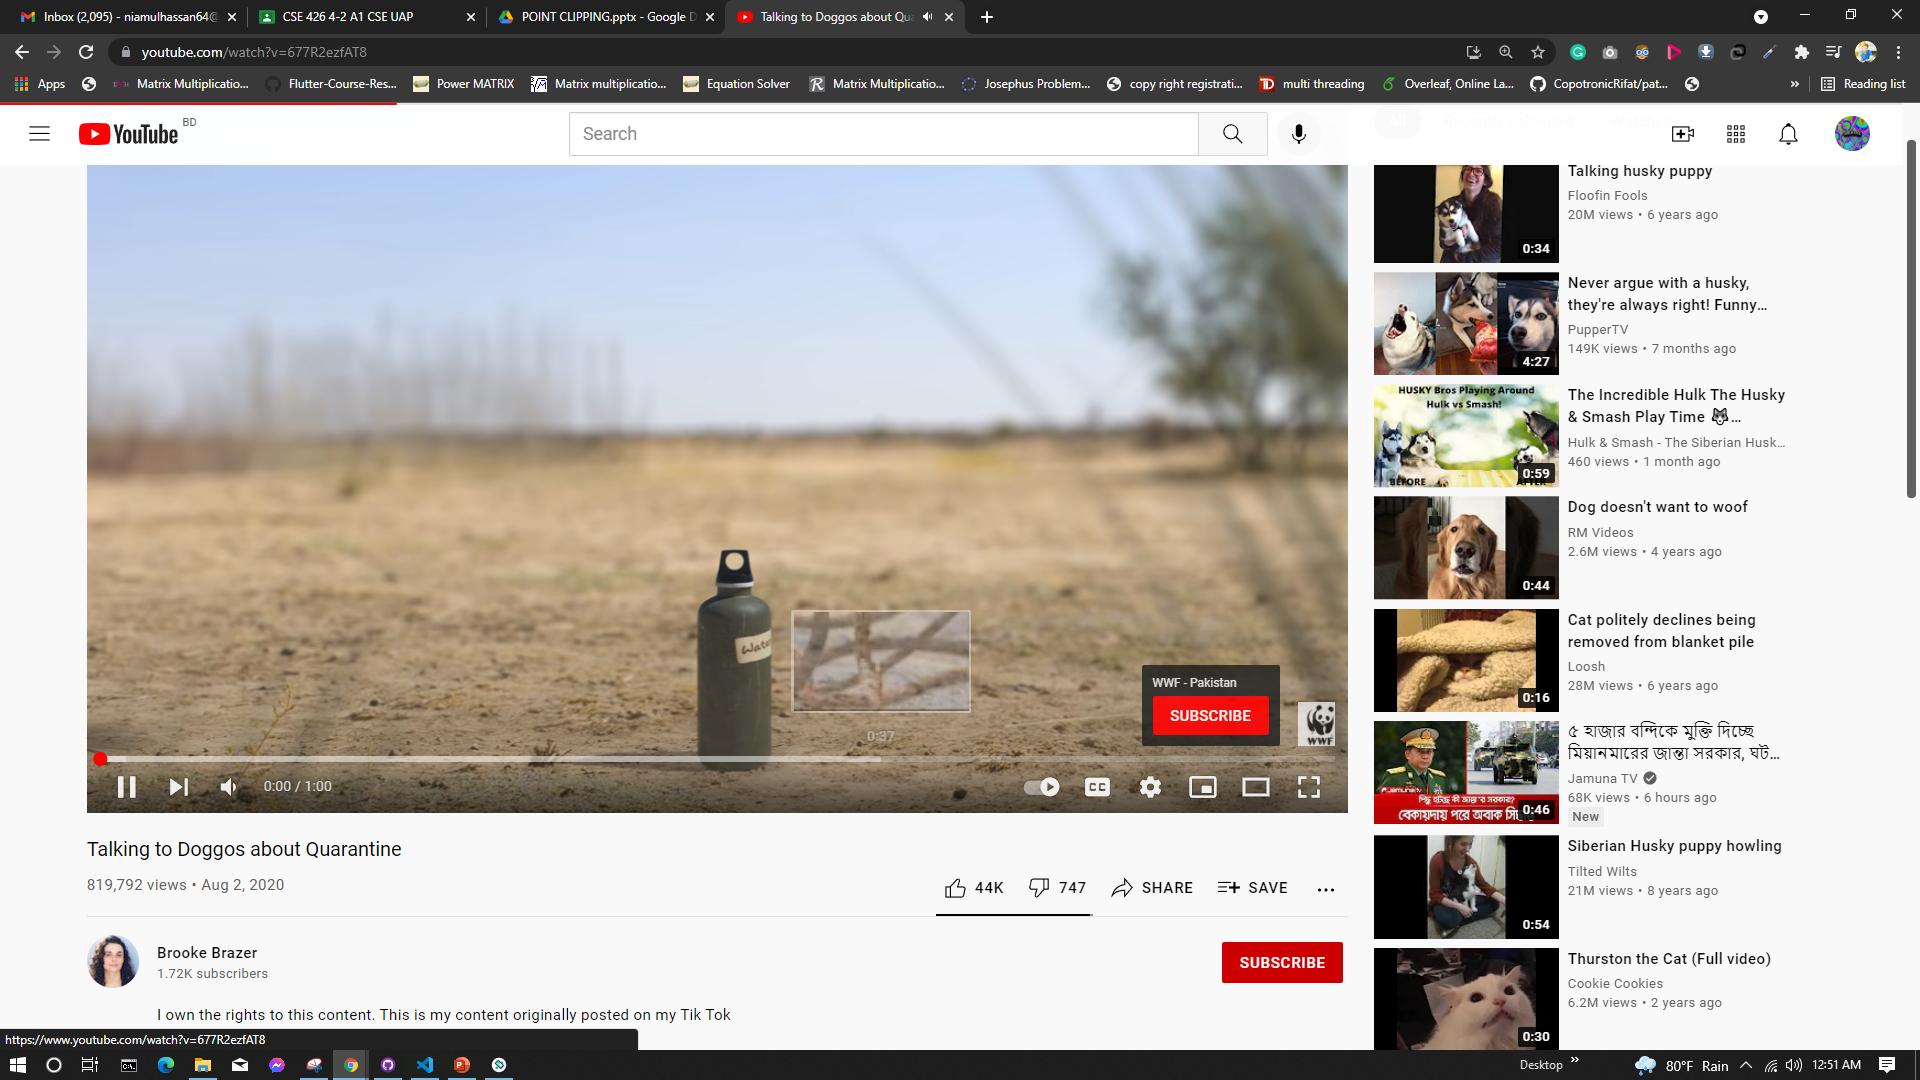 Inbox (2,095) - niamulhassan64@
CSE 426 4-2 A1 CSE UAP
POINT CLIPPING.pptx - Google D
Talking to Doggos about Qua
youtube.com/watch?v=677R2ezfAT8
Apps
Matrix Multiplicatio...
Flutter-Course-Res...
Power MATRIX
Matrix multiplicatio...
Equation Solver
Matrix Multiplicatio...
Josephus Problem...
copy right registrati...
multi threading
Overleaf, Online La...
CopotronicRifat/pat...
»
Reading list
YouTube BD
Search
Water
WWF - Pakistan
SUBSCRIBE
WWF
0:37
0:00 / 1:00
CC
Talking to Doggos about Quarantine
819,792 views • Aug 2, 2020
44K
747
SHARE
SAVE
Brooke Brazer
1.72K subscribers
SUBSCRIBE
I own the rights to this content. This is my content originally posted on my Tik Tok
Talking husky puppy
Floofin Fools
20M views • 6 years ago
0:34
Never argue with a husky,
they're always right! Funny...
PupperTV
149K views • 7 months ago
4:27
HUSKY Bros Playing Around
Hulk vs Smash!
BEFORE
AFTER
0:59
The Incredible Hulk The Husky
& Smash Play Time 🐺...
Hulk & Smash - The Siberian Husk...
460 views • 1 month ago
Dog doesn't want to woof
RM Videos
2.6M views • 4 years ago
0:44
Cat politely declines being
removed from blanket pile
Loosh
28M views • 6 years ago
0:16
৫ হাজার বন্দিকে মুক্তি দিচ্ছে
মিয়ানমারের জান্তা সরকার, ঘট...
Jamuna TV
68K views • 6 hours ago
New
0:46
Siberian Husky puppy howling
Tilted Wilts
21M views • 8 years ago
0:54
Thurston the Cat (Full video)
Cookie Cookies
6.2M views • 2 years ago
0:30
https://www.youtube.com/watch?v=677R2ezfAT8
Desktop »
80°F Rain
12:51 AM